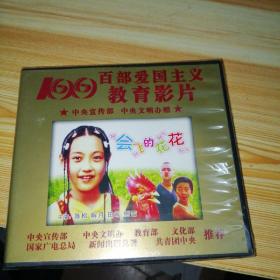 100 百部爱国主义
教育影片
★ 中央宣传部 中央文明办赠 ★
会飞的花花
中央宣传部 中央文明办 教育部 文化部
国家广电总局 新闻出版总署 共青团中央 推荐